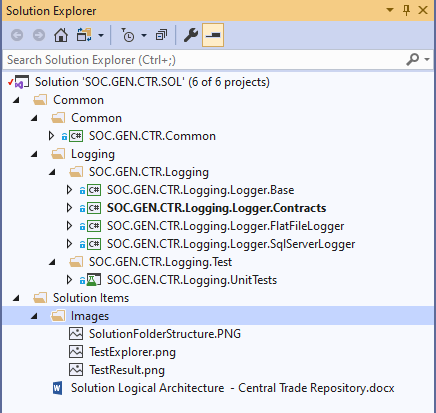 Solution Explorer
Search Solution Explorer (Ctrl+;)
Solution 'SOC.GEN.CTR.SOL' (6 of 6 projects)
Common
Common
C# SOC.GEN.CTR.Common
Logging
SOC.GEN.CTR.Logging
C# SOC.GEN.CTR.Logging.Logger.Base
C# SOC.GEN.CTR.Logging.Logger.Contracts
C# SOC.GEN.CTR.Logging.Logger.FlatFileLogger
C# SOC.GEN.CTR.Logging.Logger.SqlServerLogger
SOC.GEN.CTR.Logging.Test
SOC.GEN.CTR.Logging.UnitTests
Solution Items
Images
SolutionFolderStructure.PNG
TestExplorer.png
TestResult.png
W Solution Logical Architecture - Central Trade Repository.docx